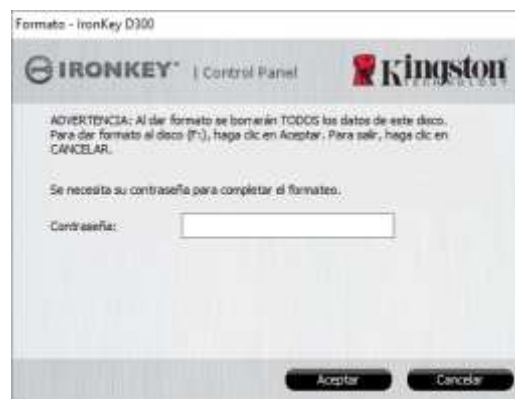 Formato - IronKey D300
IRONKEY | Control Panel
Kingston
TECHNOLOGY
ADVERTENCIA: Al dar formato se borrarán TODOS los datos de este disco.
Para dar formato al disco (F:), haga clic en Aceptar. Para salir, haga clic en
CANCELAR.
Se necesita su contraseña para completar el formateo.
Contraseña:
Aceptar
Cancelar